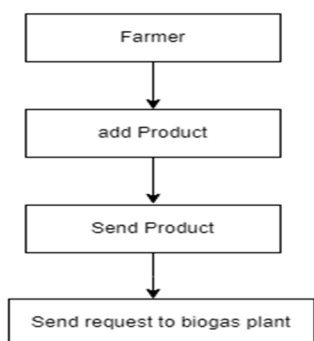 Farmer
add Product
Send Product
Send request to biogas plant